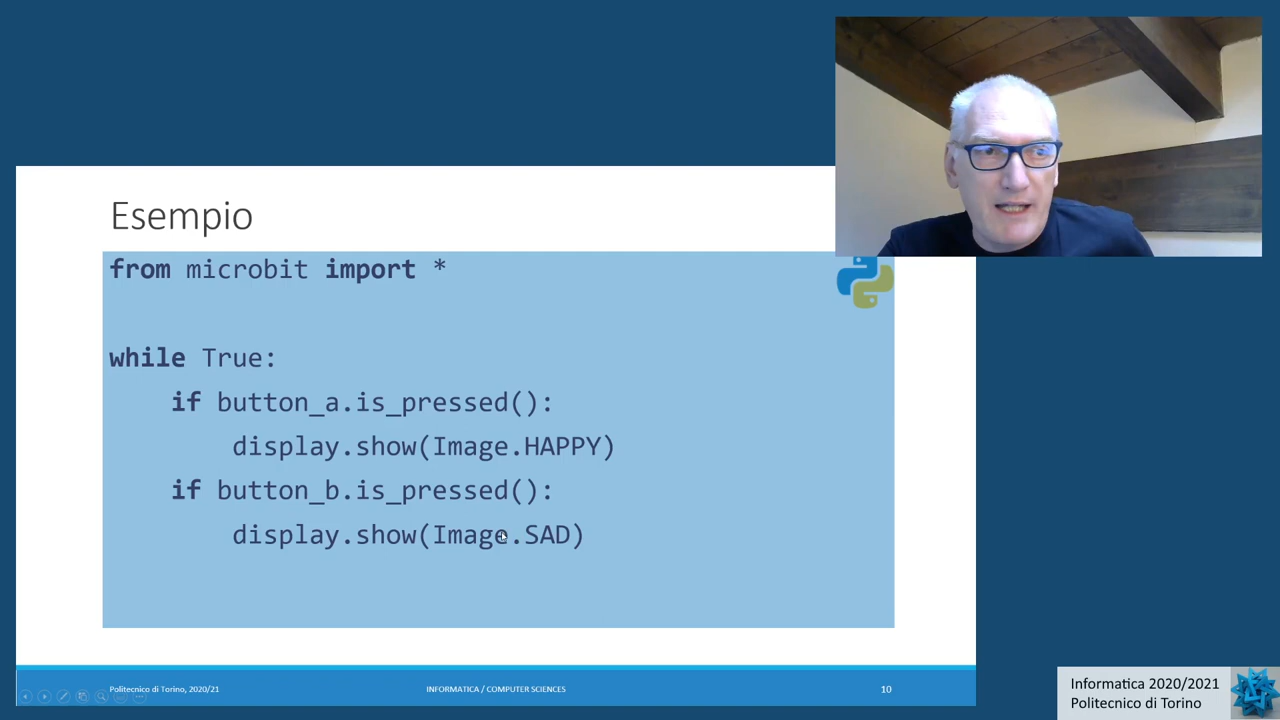 Esempio
from microbit import *
while True:
    if button_a.is_pressed():
        display.show(Image.HAPPY)
    if button_b.is_pressed():
        display.show(Image.SAD)
Politecnico di Torino, 2020/21
INFORMATICA / COMPUTER SCIENCES
10
Informatica 2020/2021
Politecnico di Torino